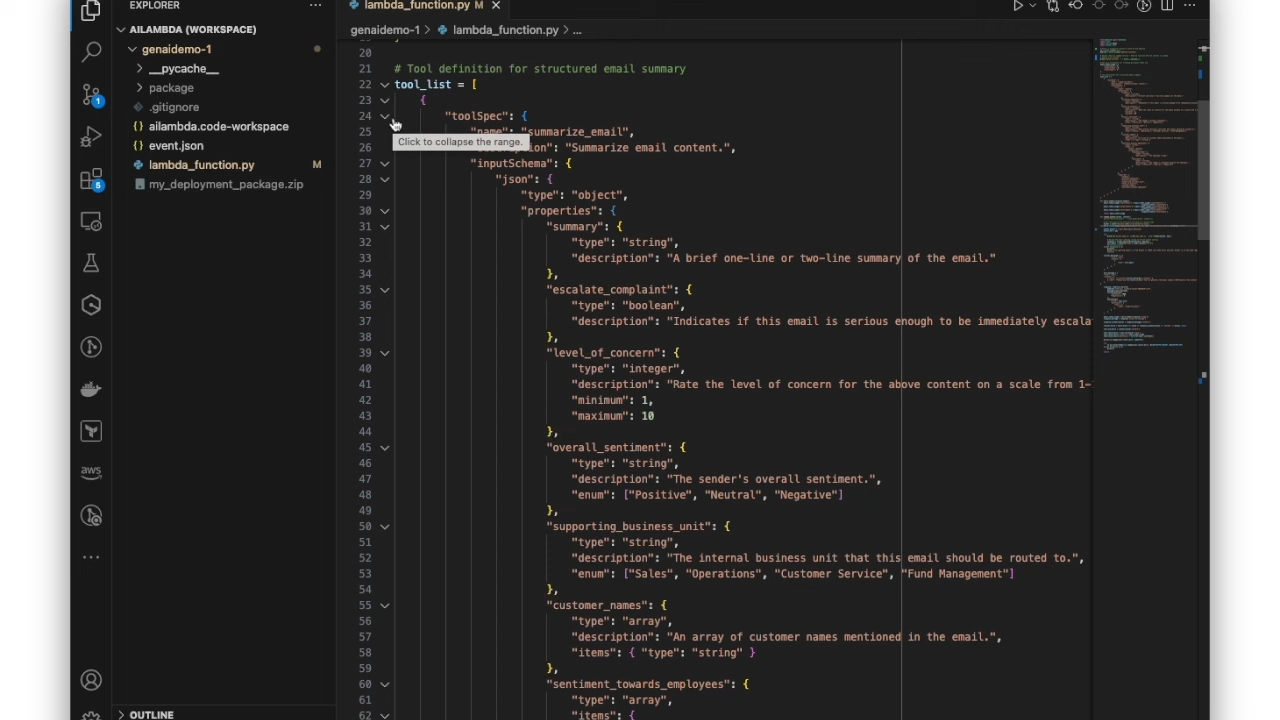 EXPLORER
AILAMBDA (WORKSPACE)
genaidemo-1
__pycache__
package
.gitignore
ailambda.code-workspace
event.json
lambda_function.py M
my_deployment_package.zip
OUTLINE
1
5
aws
lambda_function.py M
genaidemo-1 > lambda_function.py > ...
20
21 # Tool definition for structured email summary
22 tool_list = [
23 {
24 "toolSpec": {
25 "name": "summarize_email",
Click to collapse the range.
26 "Summarize email content.",
27 "inputSchema": {
28 "json": {
29 "type": "object",
30 "properties": {
31 "summary": {
32 "type": "string",
33 "description": "A brief one-line or two-line summary of the email."
34 },
35 "escalate_complaint": {
36 "type": "boolean",
37 "description": "Indicates if this email is serious enough to be immediately escala
38 },
39 "level_of_concern": {
40 "type": "integer",
41 "description": "Rate the level of concern for the above content on a scale from 1-
42 "minimum": 1,
43 "maximum": 10
44 },
45 "overall_sentiment": {
46 "type": "string",
47 "description": "The sender's overall sentiment.",
48 "enum": ["Positive", "Neutral", "Negative"]
49 },
50 "supporting_business_unit": {
51 "type": "string",
52 "description": "The internal business unit that this email should be routed to.",
53 "enum": ["Sales", "Operations", "Customer Service", "Fund Management"]
54 },
55 "customer_names": {
56 "type": "array",
57 "description": "An array of customer names mentioned in the email.",
58 "items": { "type": "string" }
59 },
60 "sentiment_towards_employees": {
61 "type": "array",
62 "items": {